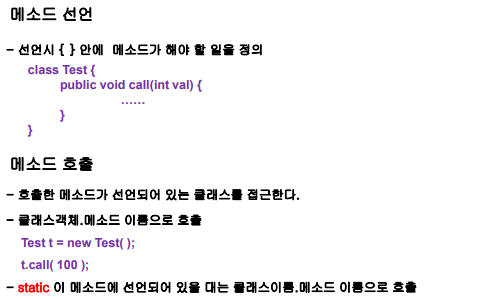 메소드 선언
– 선언시 { } 안에 메소드가 해야 할 일을 정의
class Test {
public void call(int val) {
......
}
}
메소드 호출
– 호출한 메소드가 선언되어 있는 클래스를 접근한다.
– 클래스객체.메소드 이름으로 호출
Test t = new Test( );
t.call( 100 );
– static 이 메소드에 선언되어 있을 대는 클래스이름.메소드 이름으로 호출